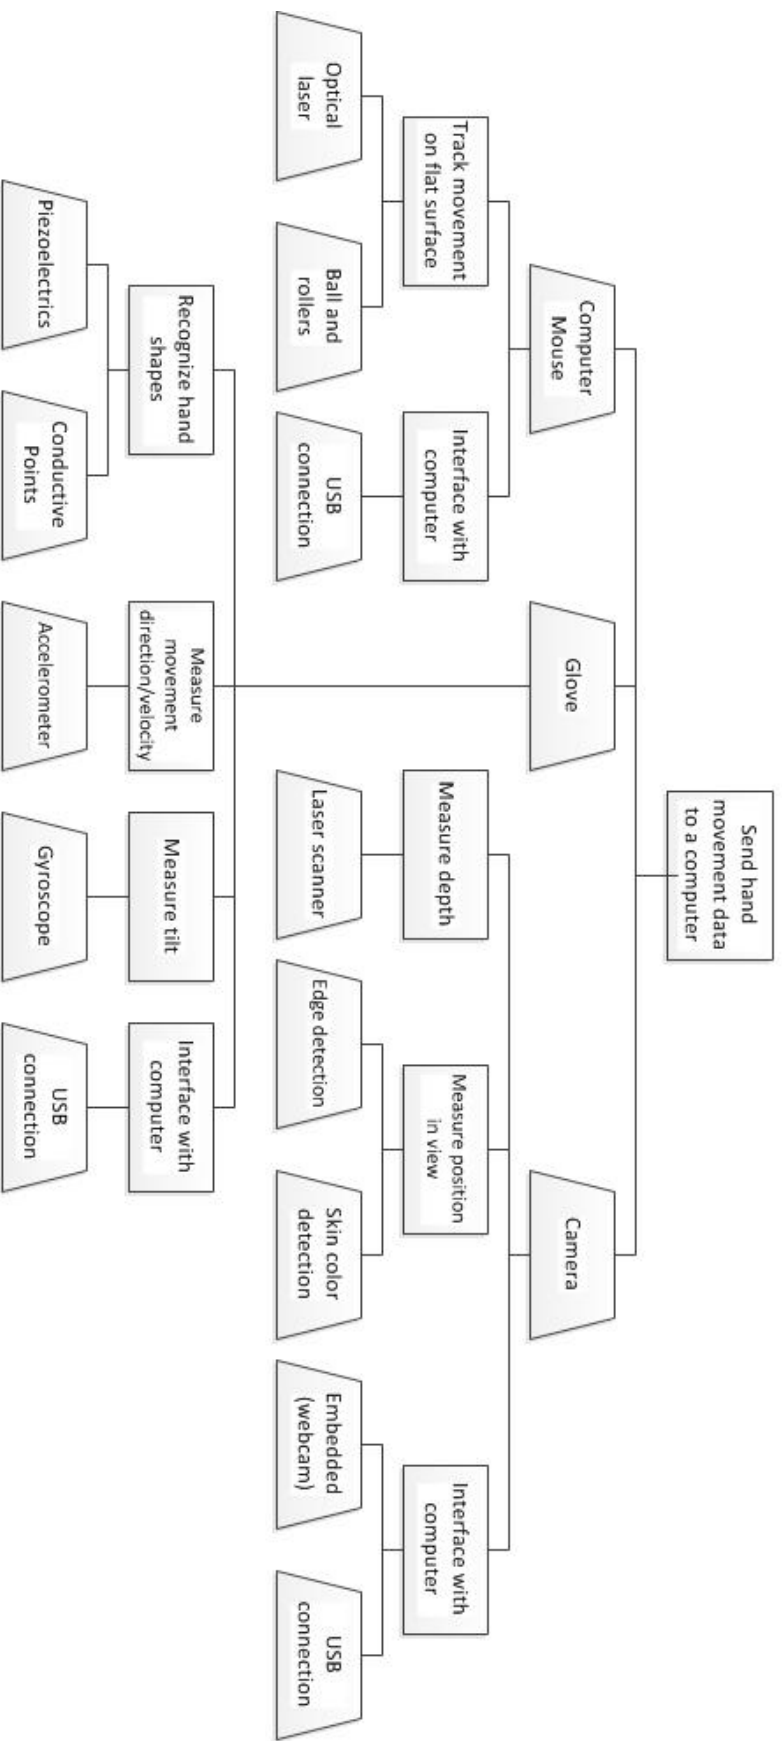 Send hand
movement data
to a computer
Computer
Mouse
Glove
Camera
Track movement
on flat surface
Interface with
computer
Measure depth
Measure position
in view
Interface with
computer
Optical
laser
Ball and
rollers
USB
connection
Laser scanner
Edge detection
Skin color
detection
Embedded
(webcam)
USB
connection
Recognize hand
shapes
Measure
movement
direction/velocity
Measure tilt
Interface with
computer
Piezoelectrics
Conductive
Points
Accelerometer
Gyroscope
USB
connection